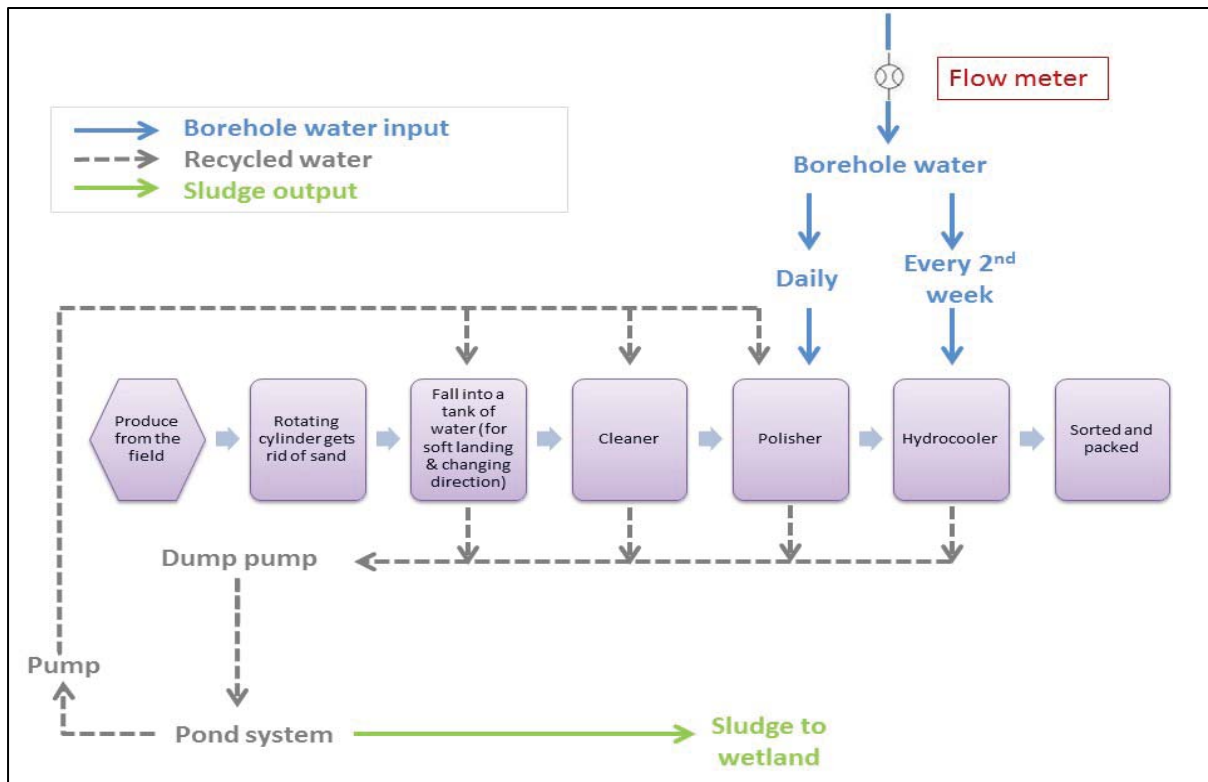 Flow meter
Borehole water input
Recycled water
Sludge output
Borehole water
Daily
Every 2nd
week
Produce
from the
field
Rotating
cylinder gets
rid of sand
Fall into a
tank of
water (for
soft landing
& changing
direction)
Cleaner
Polisher
Hydrocooler
Sorted and
packed
Dump pump
Pump
Pond system
Sludge to
wetland